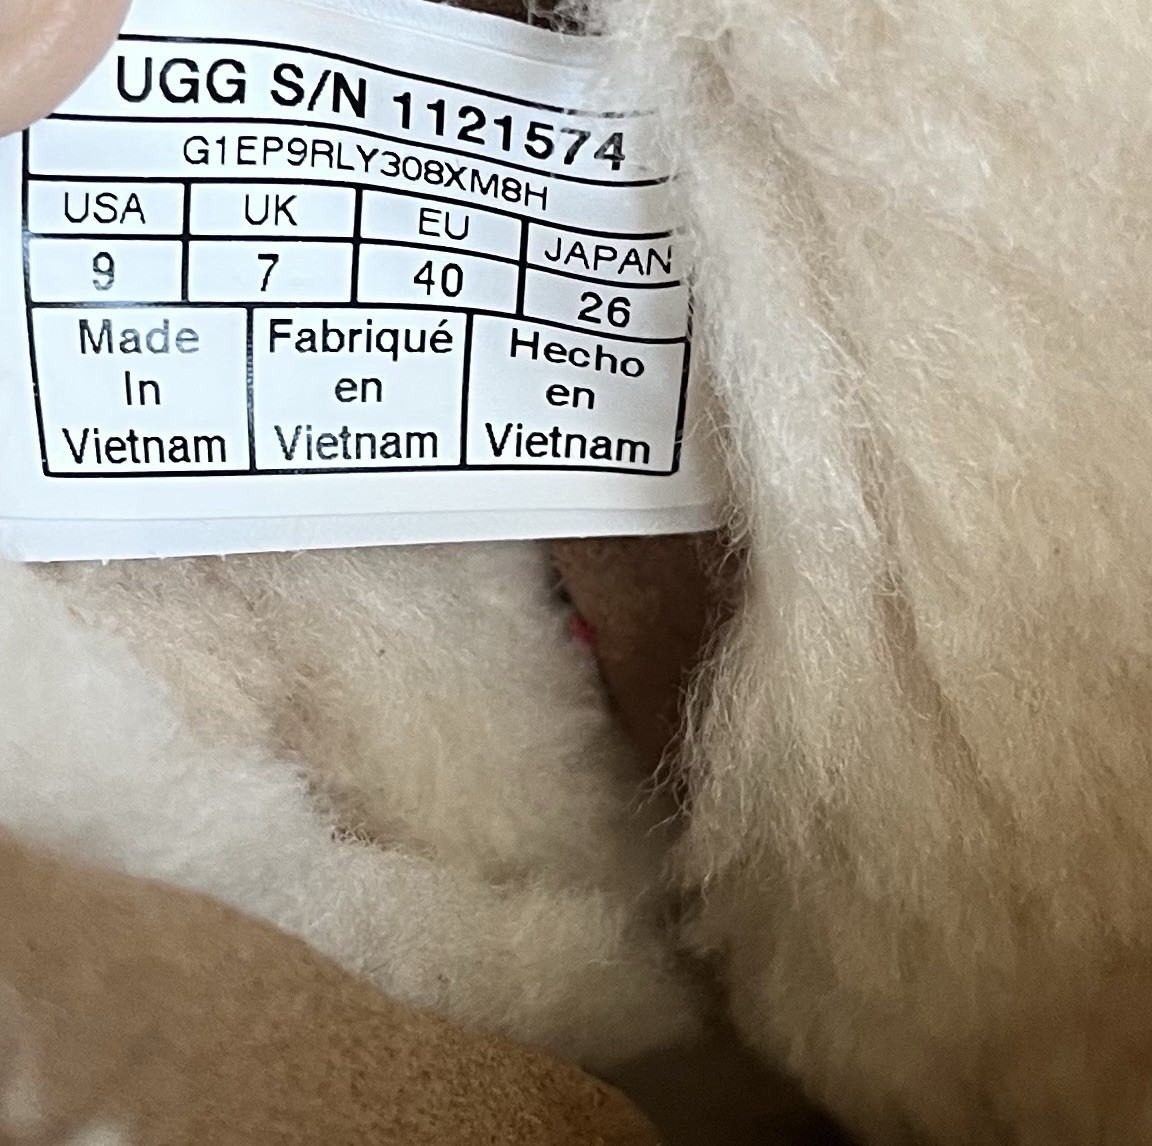 UGG S/N 1121574
G1EP9RLY308XM8H
USA UK EU JAPAN
9 7 40 26
Made In Vietnam
Fabriqué en Vietnam
Hecho en Vietnam